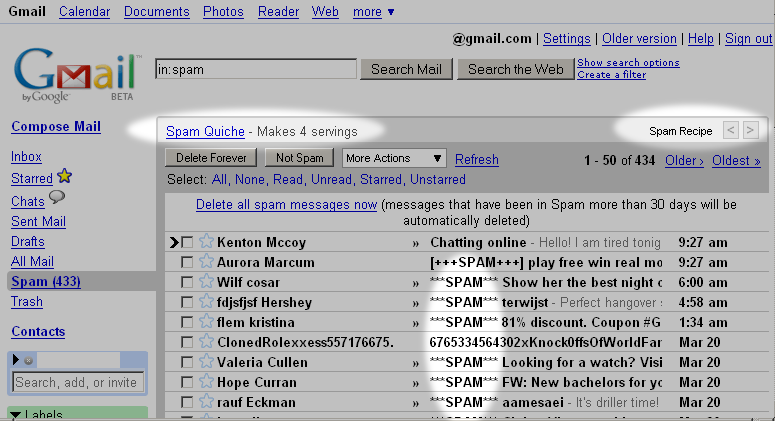 Gmail Calendar Documents Photos Reader Web more ▼
@gmail.com | Settings | Older version | Help | Sign out
Gmail™
by Google BETA
in:spam Search Mail Search the Web Show search options
Create a filter
Compose Mail
Inbox
Starred
Chats
Sent Mail
Drafts
All Mail
Spam (433)
Trash
Contacts
Search, add, or invite
Labels
Spam Quiche - Makes 4 servings Spam Recipe < >
Delete Forever Not Spam More Actions ▼ Refresh 1 - 50 of 434 Older › Oldest »
Select: All, None, Read, Unread, Starred, Unstarred
Delete all spam messages now (messages that have been in Spam more than 30 days will be
automatically deleted)
Kenton Mccoy » Chatting online - Hello! I am tired tonig 9:27 am
Aurora Marcum [+++SPAM+++] play free win real mo 9:27 am
Wilf cosar » ***SPAM*** Show her the best night 6:00 am
fdjsfjsf Hershey » ***SPAM*** terwijst - Perfect hangover 4:58 am
flem kristina » ***SPAM*** 81% discount. Coupon #G 1:34 am
ClonedRolexxess557176675. 6765334564302xKnock0ffsOfWorldFar Mar 20
Valeria Cullen » ***SPAM*** Looking for a watch? Visi Mar 20
Hope Curran » ***SPAM*** FW: New bachelors for yc Mar 20
rauf Eckman » ***SPAM*** aamesaei - It's driller time! Mar 20